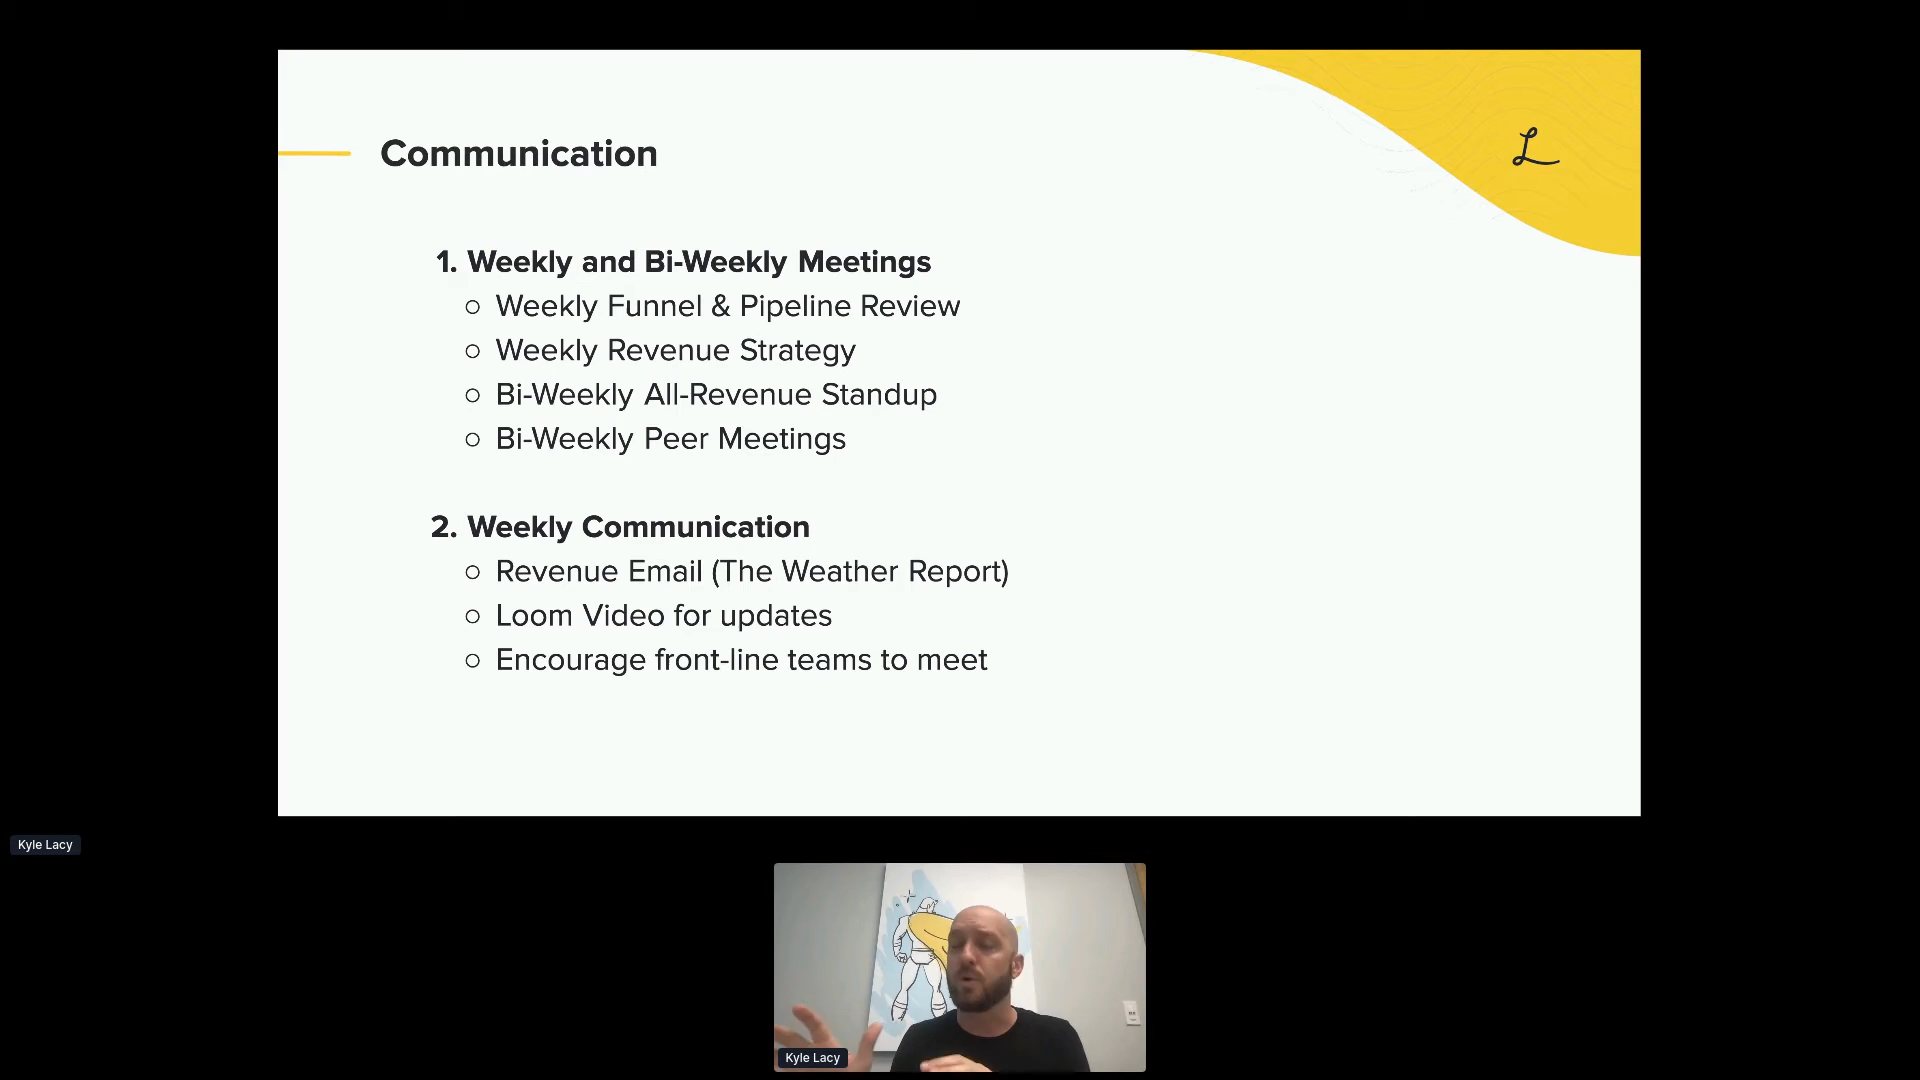 Communication
1. Weekly and Bi-Weekly Meetings
○ Weekly Funnel & Pipeline Review
○ Weekly Revenue Strategy
○ Bi-Weekly All-Revenue Standup
○ Bi-Weekly Peer Meetings
2. Weekly Communication
○ Revenue Email (The Weather Report)
○ Loom Video for updates
○ Encourage front-line teams to meet
L
Kyle Lacy
Kyle Lacy